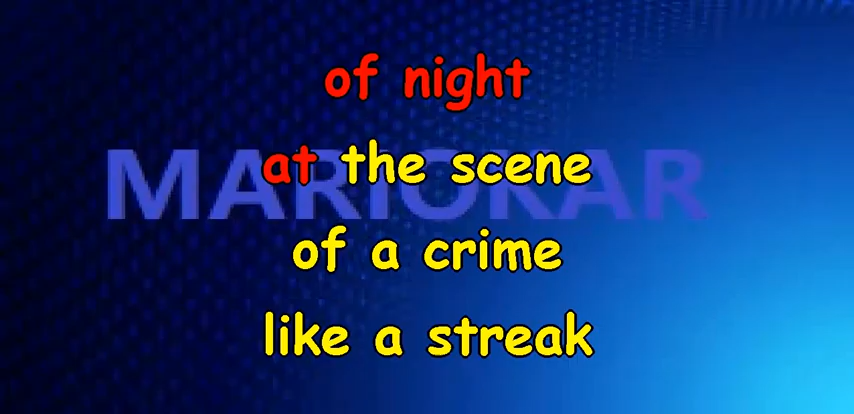 of night
at the scene
MARIOKAR
of a crime
like a streak